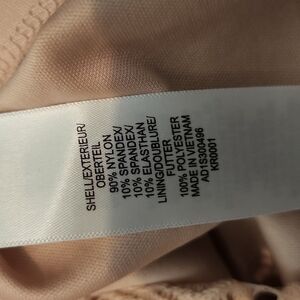 SHELL/EXTERIEUR/
OBERTEIL
90% NYLON
10% SPANDEX/
10% SPANDEX/
10% ELASTHAN
LINING/DOUBLURE/
FUTTER
100% POLYESTER
MADE IN VIETNAM
AD1S300496
KR0001